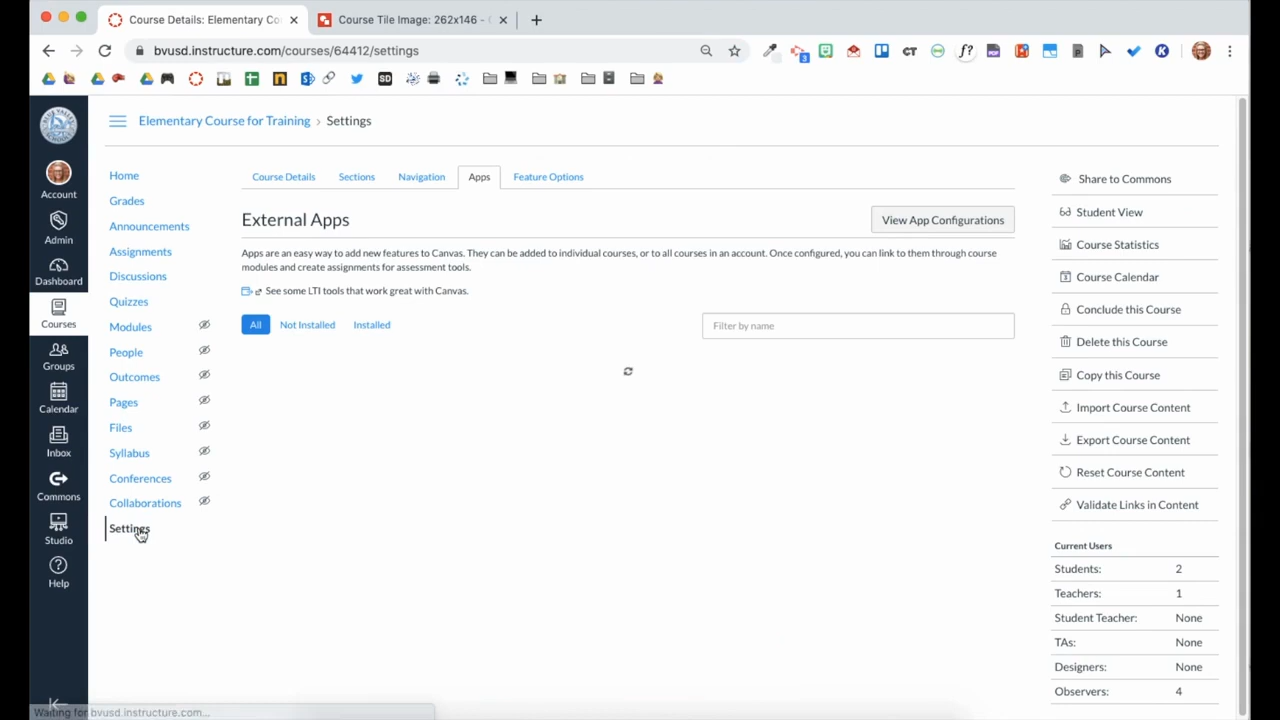 Course Details: Elementary Co
Course Tile Image: 262x146 -
bvusd.instructure.com/courses/64412/settings
Elementary Course for Training > Settings
Account
Admin
Dashboard
Courses
Groups
Calendar
Inbox
Commons
Studio
Help
Home
Grades
Announcements
Assignments
Discussions
Quizzes
Modules
People
Outcomes
Pages
Files
Syllabus
Conferences
Collaborations
Settings
Course Details Sections Navigation Apps Feature Options
External Apps
View App Configurations
Apps are an easy way to add new features to Canvas. They can be added to individual courses, or to all courses in an account. Once configured, you can link to them through course
modules and create assignments for assessment tools.
See some LTI tools that work great with Canvas.
All Not Installed Installed
Filter by name
Share to Commons
Student View
Course Statistics
Course Calendar
Conclude this Course
Delete this Course
Copy this Course
Import Course Content
Export Course Content
Reset Course Content
Validate Links in Content
Current Users
Students: 2
Teachers: 1
Student Teacher: None
TAs: None
Designers: None
Observers: 4
Waiting for bvusd.instructure.com...